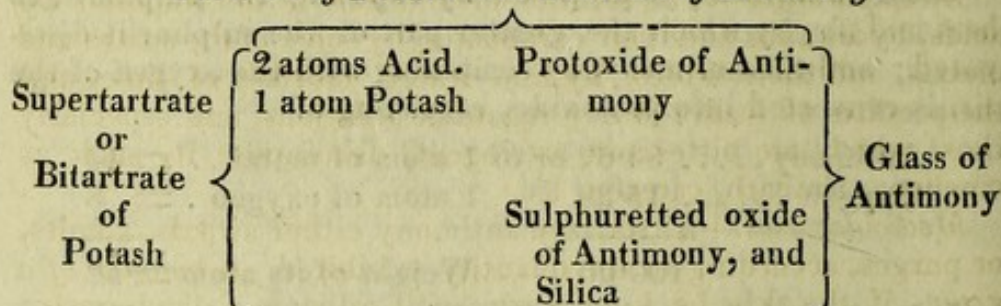 2 atoms Acid. Protoxide of Anti-
1 atom Potash mony
Supertartrate
or
Bitartrate
of
Potash
Glass of
Antimony
Sulphuretted oxide
of Antimony, and
Silica